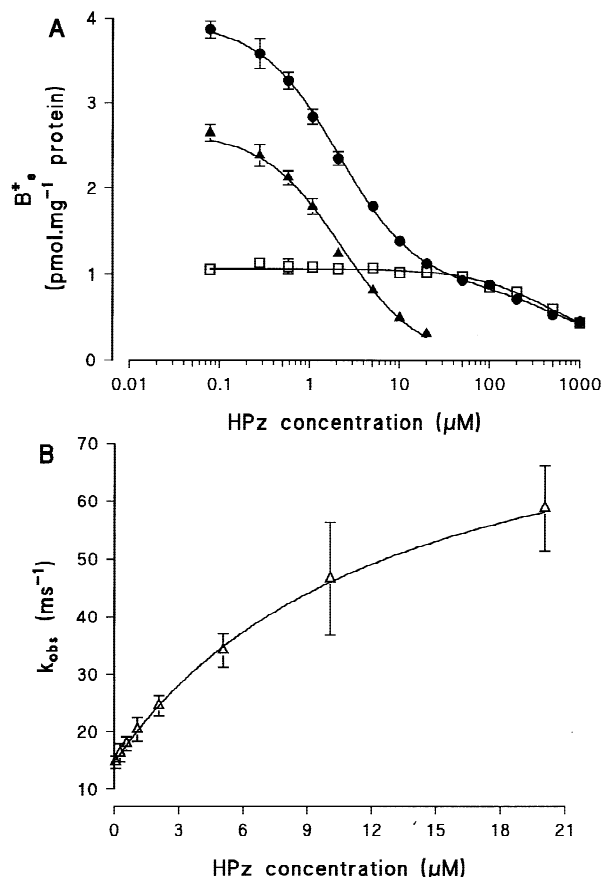 A
B*e
(pmol.mg⁻¹ protein)
4
3
2
1
0
0.01 0.1 1 10 100 1000
HPz concentration (µM)
B
kobs (ms⁻¹)
70
60
50
40
30
20
10
0 3 6 9 12 15 18 21
HPz concentration (µM)